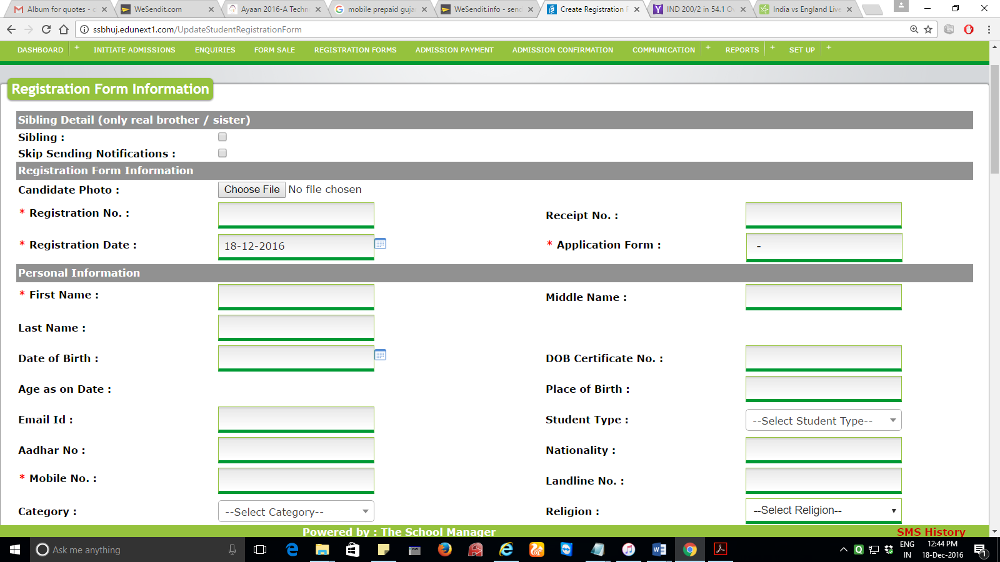 Album for quotes - c
WeSendit.com
Ayaan 2016-A Techn
mobile prepaid guja
WeSendit.info - send
Create Registration F
IND 200/2 in 54.1 Ov
India vs England Live
ssbhuj.edunext1.com/UpdateStudentRegistrationForm
DASHBOARD + INITIATE ADMISSIONS ENQUIRIES FORM SALE REGISTRATION FORMS ADMISSION PAYMENT ADMISSION CONFIRMATION COMMUNICATION + REPORTS + SET UP +
Registration Form Information
Sibling Detail (only real brother / sister)
Sibling :
Skip Sending Notifications :
Registration Form Information
Candidate Photo : Choose File No file chosen
* Registration No. : Receipt No. :
* Registration Date : 18-12-2016 * Application Form : -
Personal Information
* First Name : Middle Name :
Last Name :
Date of Birth : DOB Certificate No. :
Age as on Date : Place of Birth :
Email Id : Student Type : --Select Student Type--
Aadhar No : Nationality :
* Mobile No. : Landline No. :
Category : --Select Category-- Religion : --Select Religion--
Powered by : The School Manager SMS History
Ask me anything
ENG 12:44 PM
IN 18-Dec-2016 1